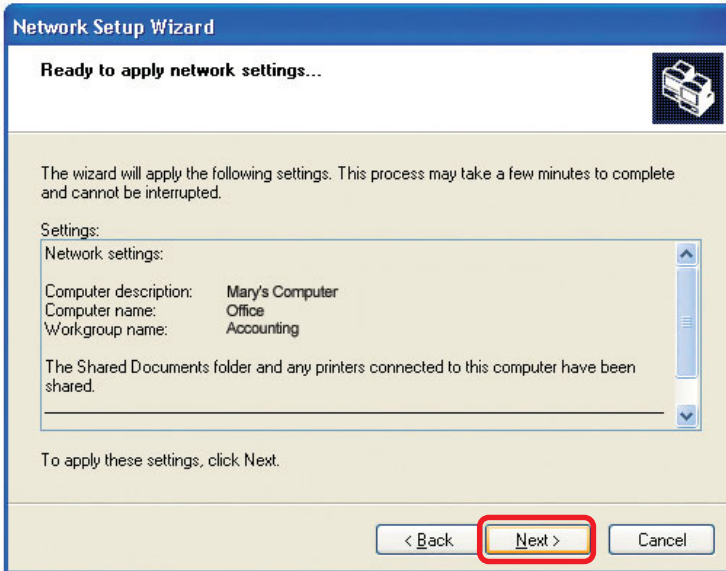 Network Setup Wizard
Ready to apply network settings...
The wizard will apply the following settings. This process may take a few minutes to complete
and cannot be interrupted.
Settings:
Network settings:
Computer description: Mary's Computer
Computer name: Office
Workgroup name: Accounting
The Shared Documents folder and any printers connected to this computer have been
shared.
To apply these settings, click Next.
< Back Next > Cancel